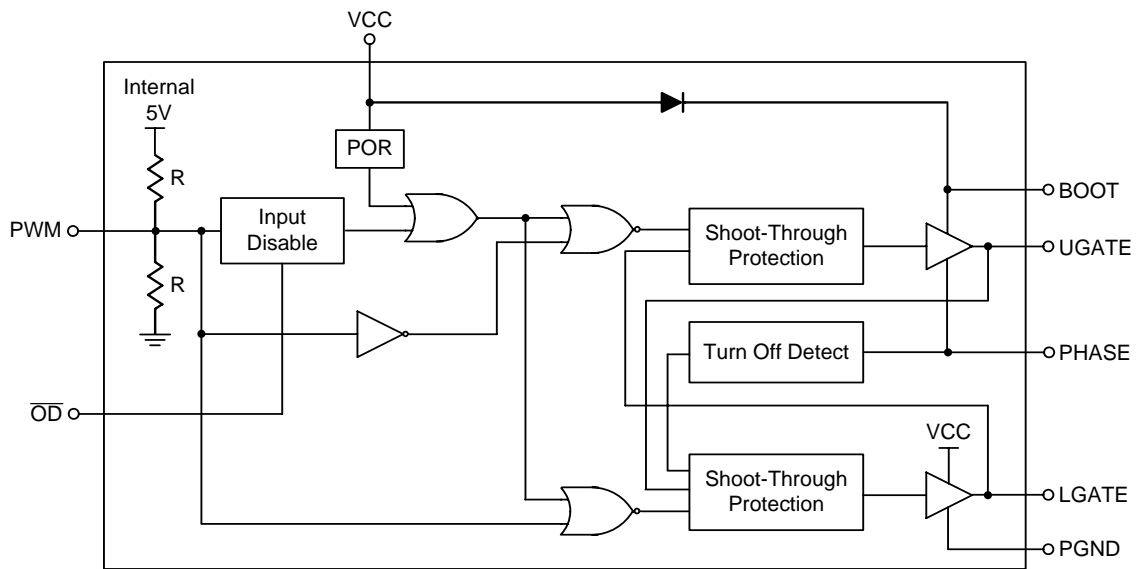 VCC
Internal
5V
R
POR
BOOT
PWM
Input
Disable
Shoot-Through
Protection
UGATE
R
Turn Off Detect
PHASE
OD
VCC
Shoot-Through
Protection
LGATE
PGND